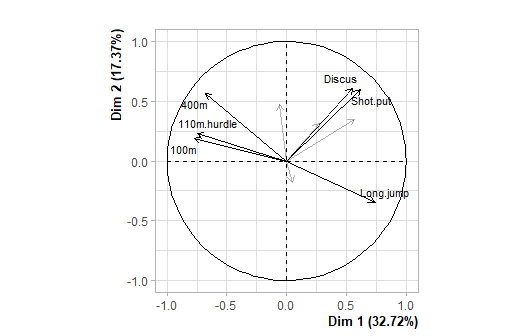 Dim 2 (17.37%)
1.0
0.5
0.0
-0.5
-1.0
Discus
Shot.put
400m
110m.hurdle
100m
Long.jump
-1.0
-0.5
0.0
0.5
1.0
Dim 1 (32.72%)